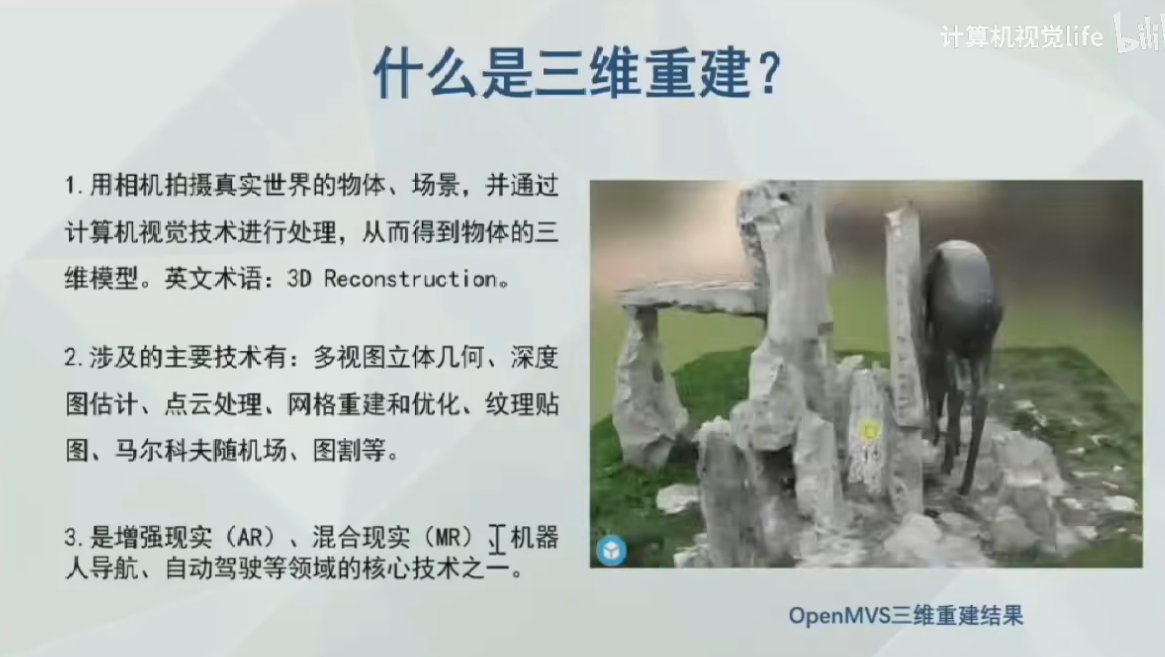 计算机视觉life bilibili
什么是三维重建？
1.用相机拍摄真实世界的物体、场景，并通过
计算机视觉技术进行处理，从而得到物体的三
维模型。英文术语：3D Reconstruction。
2.涉及的主要技术有：多视图立体几何、深度
图估计、点云处理、网格重建和优化、纹理贴
图、马尔科夫随机场、图割等。
3.是增强现实（AR）、混合现实（MR）、机器
人导航、自动驾驶等领域的核心技术之一。
OpenMVS三维重建结果